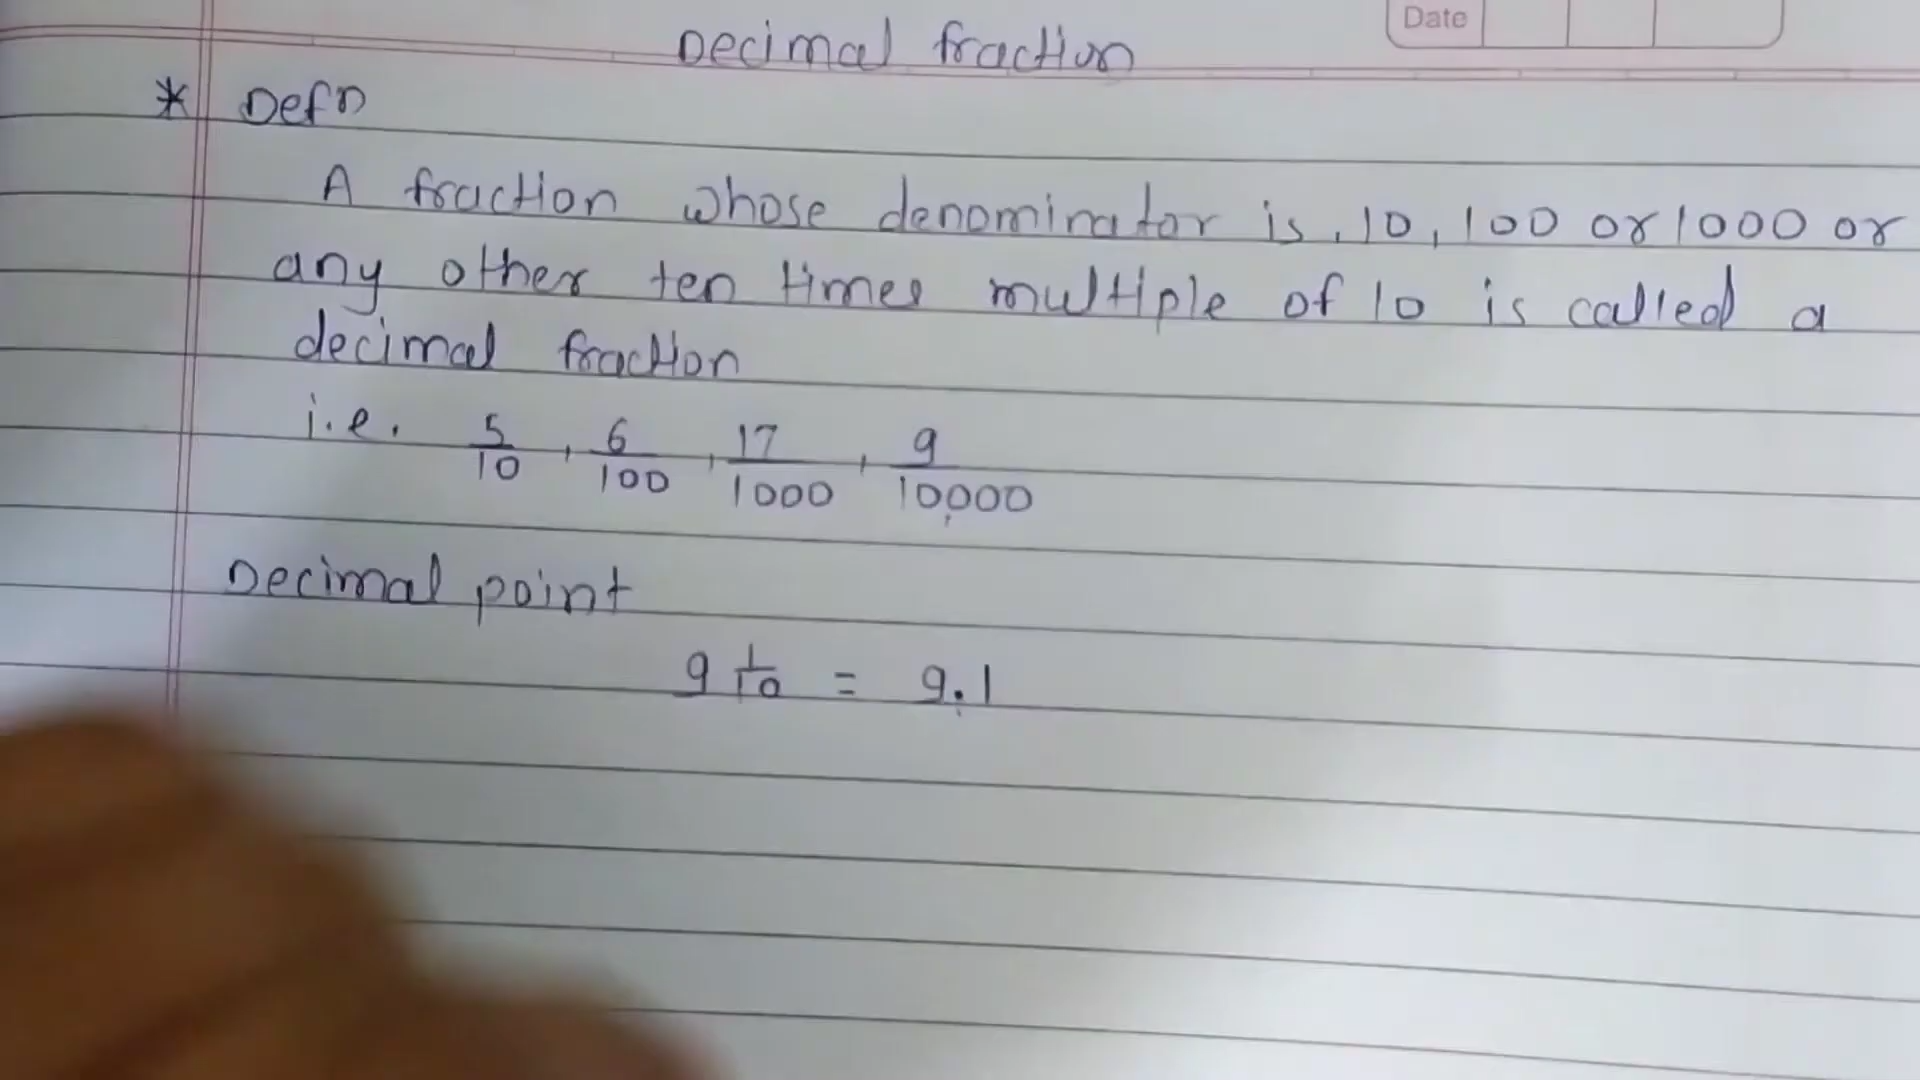 Date
Decimal fraction
* Defn
A fraction whose denominator is, 10, 100 or 1000 or
any other ten times multiple of 10 is called a
decimal fraction
i.e. 5/10, 6/100, 17/1000, 9/10,000
Decimal point
9 1/10 = 9.1